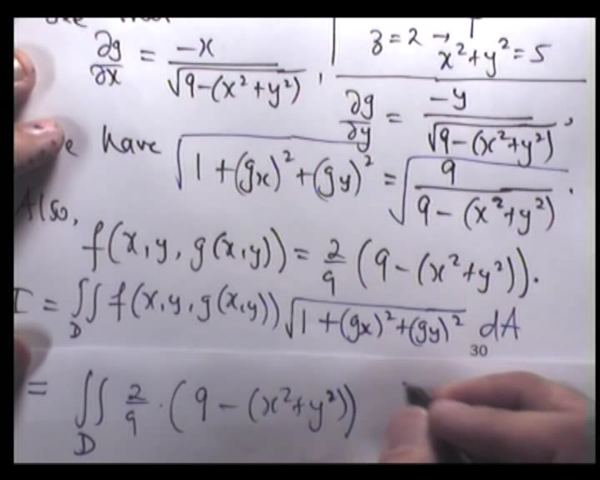 z = 2 → x² + y² = 5
∂g/∂x = -x/√(9-(x²+y²)),
∂g/∂y = -y/√(9-(x²+y²)),
have √(1+(gx)²+(gy)²) = √(9/(9-(x²+y²))).
Also,
f(x,y,g(x,y)) = 2/9 (9-(x²+y²)).
I = ∬_D f(x,y,g(x,y)) √(1+(gx)²+(gy)²) dA
30
= ∬_D 2/9 · (9-(x²+y²))